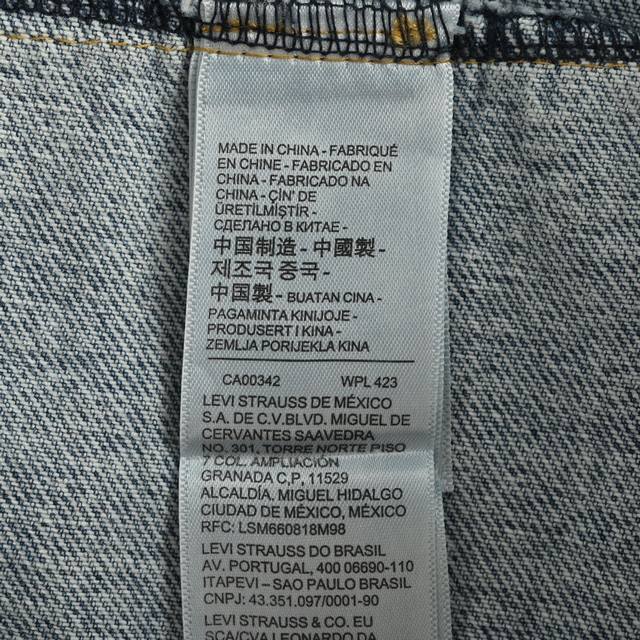 MADE IN CHINA - FABRIQUÉ
EN CHINE - FABRICADO EN
CHINA - FABRICADO NA
CHINA - ÇİN' DE
ÜRETİLMİŞTİR -
СДЕЛАНО В КИТАЕ -
中国制造 - 中國製 -
제조국 중국 -
中国製 - BUATAN CINA -
PAGAMINTA KINIJOJE -
PRODUSERT I KINA -
ZEMLJA PORIJEKLA KINA
CA00342 WPL 423
LEVI STRAUSS DE MÉXICO
S.A. DE C.V.BLVD. MIGUEL DE
CERVANTES SAAVEDRA
NO. 301, TORRE NORTE PISO
7 COL. AMPLIACIÓN
GRANADA C.P, 11529
ALCALDÍA, MIGUEL HIDALGO
CIUDAD DE MÉXICO, MÉXICO
RFC: LSM660818M98
LEVI STRAUSS DO BRASIL
AV. PORTUGAL, 400 06690-110
ITAPEVI - SAO PAULO BRASIL
CNPJ: 43.351.097/0001-90
LEVI STRAUSS & CO. EU
SCA/CVA LEONARDO DA